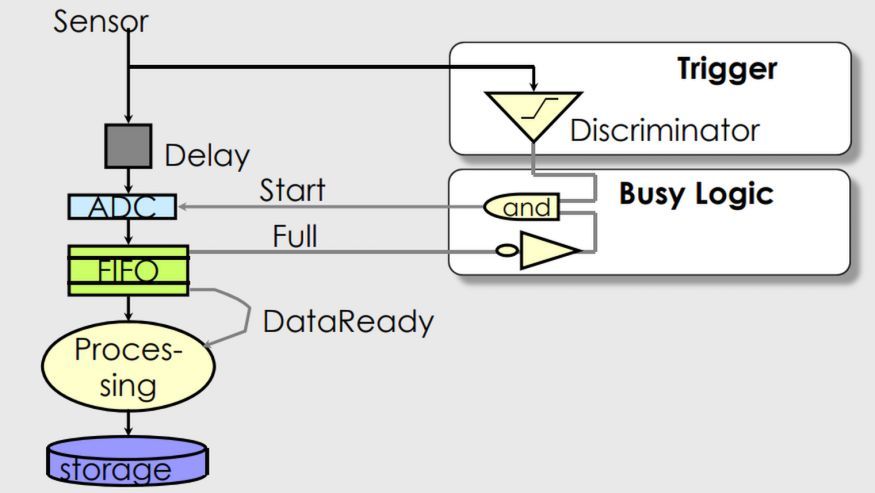 Sensor
Trigger
Discriminator
Delay
Busy Logic
Start
ADC
and
Full
FIFO
DataReady
Proces-
sing
storage